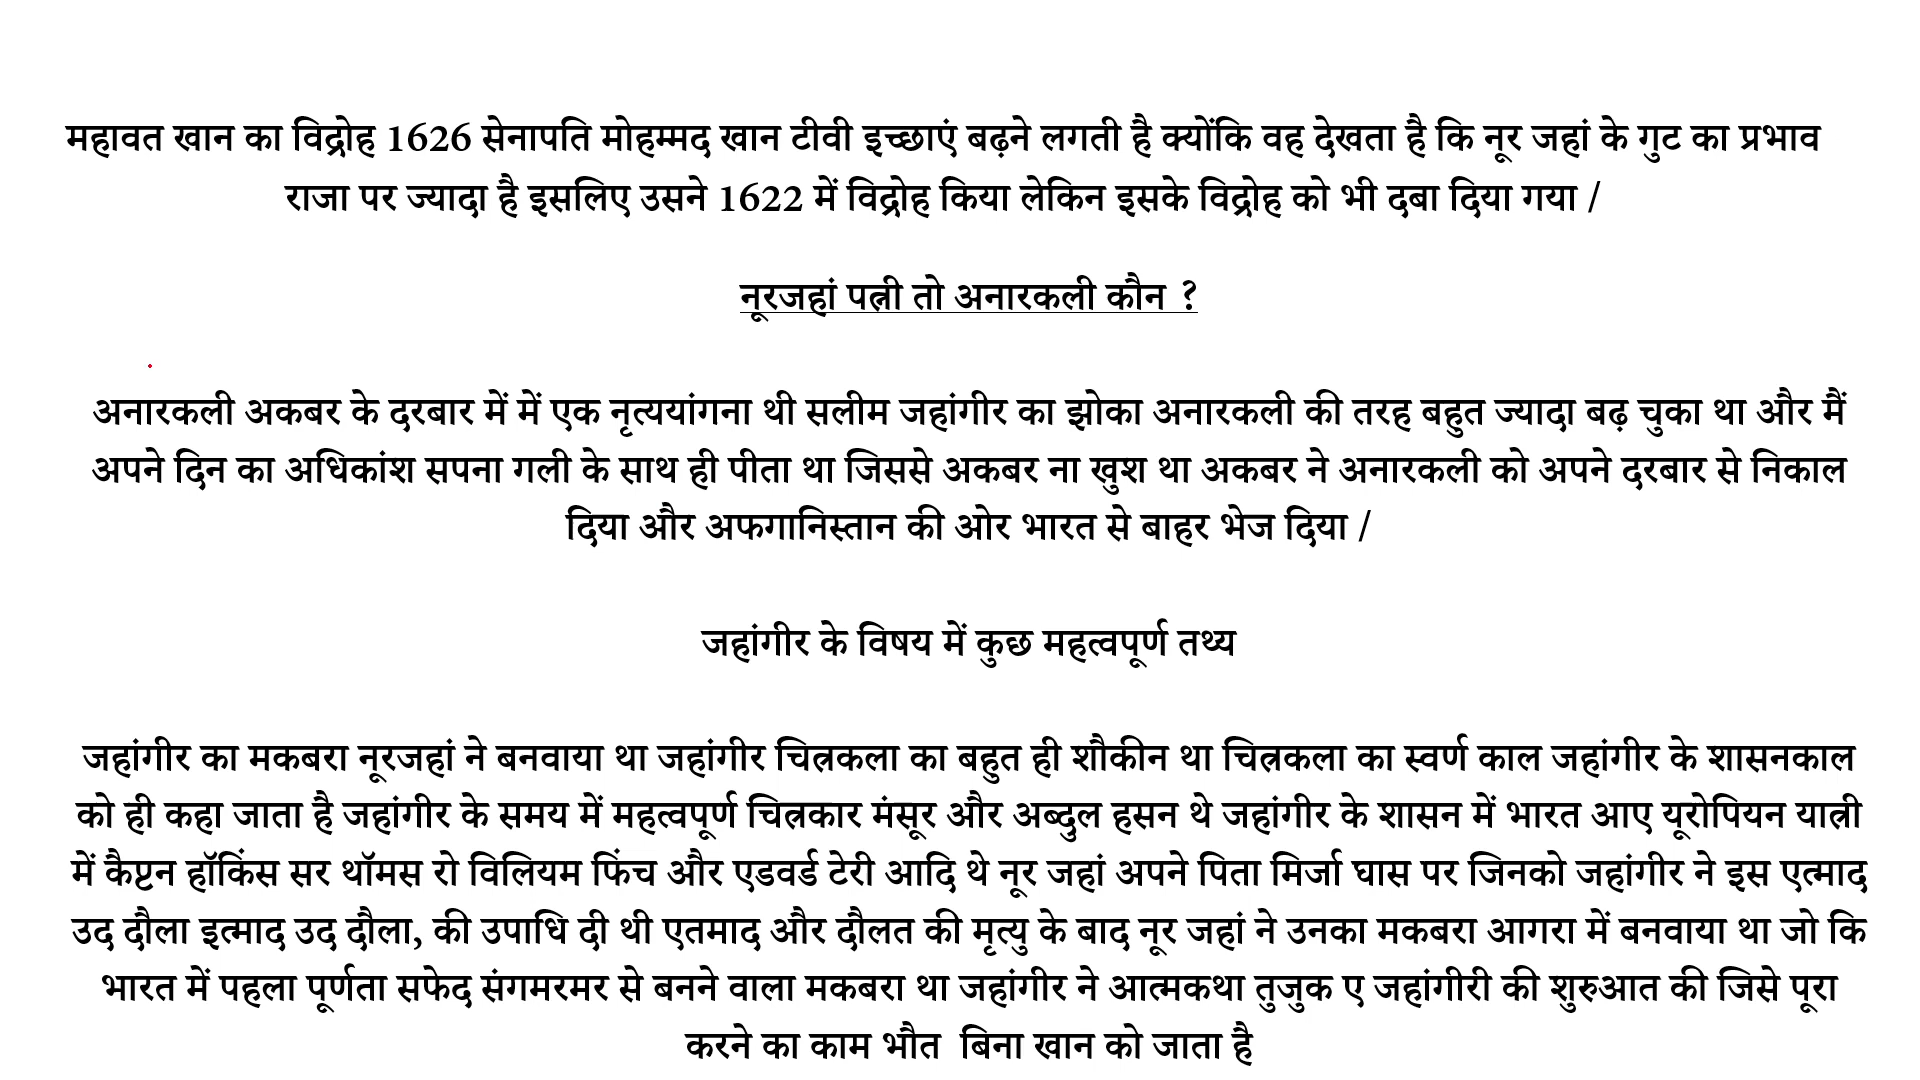 महावत खान का विद्रोह 1626 सेनापति मोहम्मद खान टीवी इच्छाएं बढ़ने लगती है क्योंकि वह देखता है कि नूर जहां के गुट का प्रभाव
राजा पर ज्यादा है इसलिए उसने 1622 में विद्रोह किया लेकिन इसके विद्रोह को भी दबा दिया गया /
नूरजहां पत्नी तो अनारकली कौन ?
अनारकली अकबर के दरबार में में एक नृत्ययांगना थी सलीम जहांगीर का झोका अनारकली की तरह बहुत ज्यादा बढ़ चुका था और मैं
अपने दिन का अधिकांश सपना गली के साथ ही पीता था जिससे अकबर ना खुश था अकबर ने अनारकली को अपने दरबार से निकाल
दिया और अफगानिस्तान की ओर भारत से बाहर भेज दिया /
जहांगीर के विषय में कुछ महत्वपूर्ण तथ्य
जहांगीर का मकबरा नूरजहां ने बनवाया था जहांगीर चित्रकला का बहुत ही शौकीन था चित्रकला का स्वर्ण काल जहांगीर के शासनकाल
को ही कहा जाता है जहांगीर के समय में महत्वपूर्ण चित्रकार मंसूर और अब्दुल हसन थे जहांगीर के शासन में भारत आए यूरोपियन यात्री
में कैप्टन हॉकिंस सर थॉमस रो विलियम फिंच और एडवर्ड टेरी आदि थे नूर जहां अपने पिता मिर्जा घास पर जिनको जहांगीर ने इस एत्माद
उद दौला इत्माद उद दौला, की उपाधि दी थी एतमाद और दौलत की मृत्यु के बाद नूर जहां ने उनका मकबरा आगरा में बनवाया था जो कि
भारत में पहला पूर्णता सफेद संगमरमर से बनने वाला मकबरा था जहांगीर ने आत्मकथा तुजुक ए जहांगीरी की शुरुआत की जिसे पूरा
करने का काम भौत बिना खान को जाता है